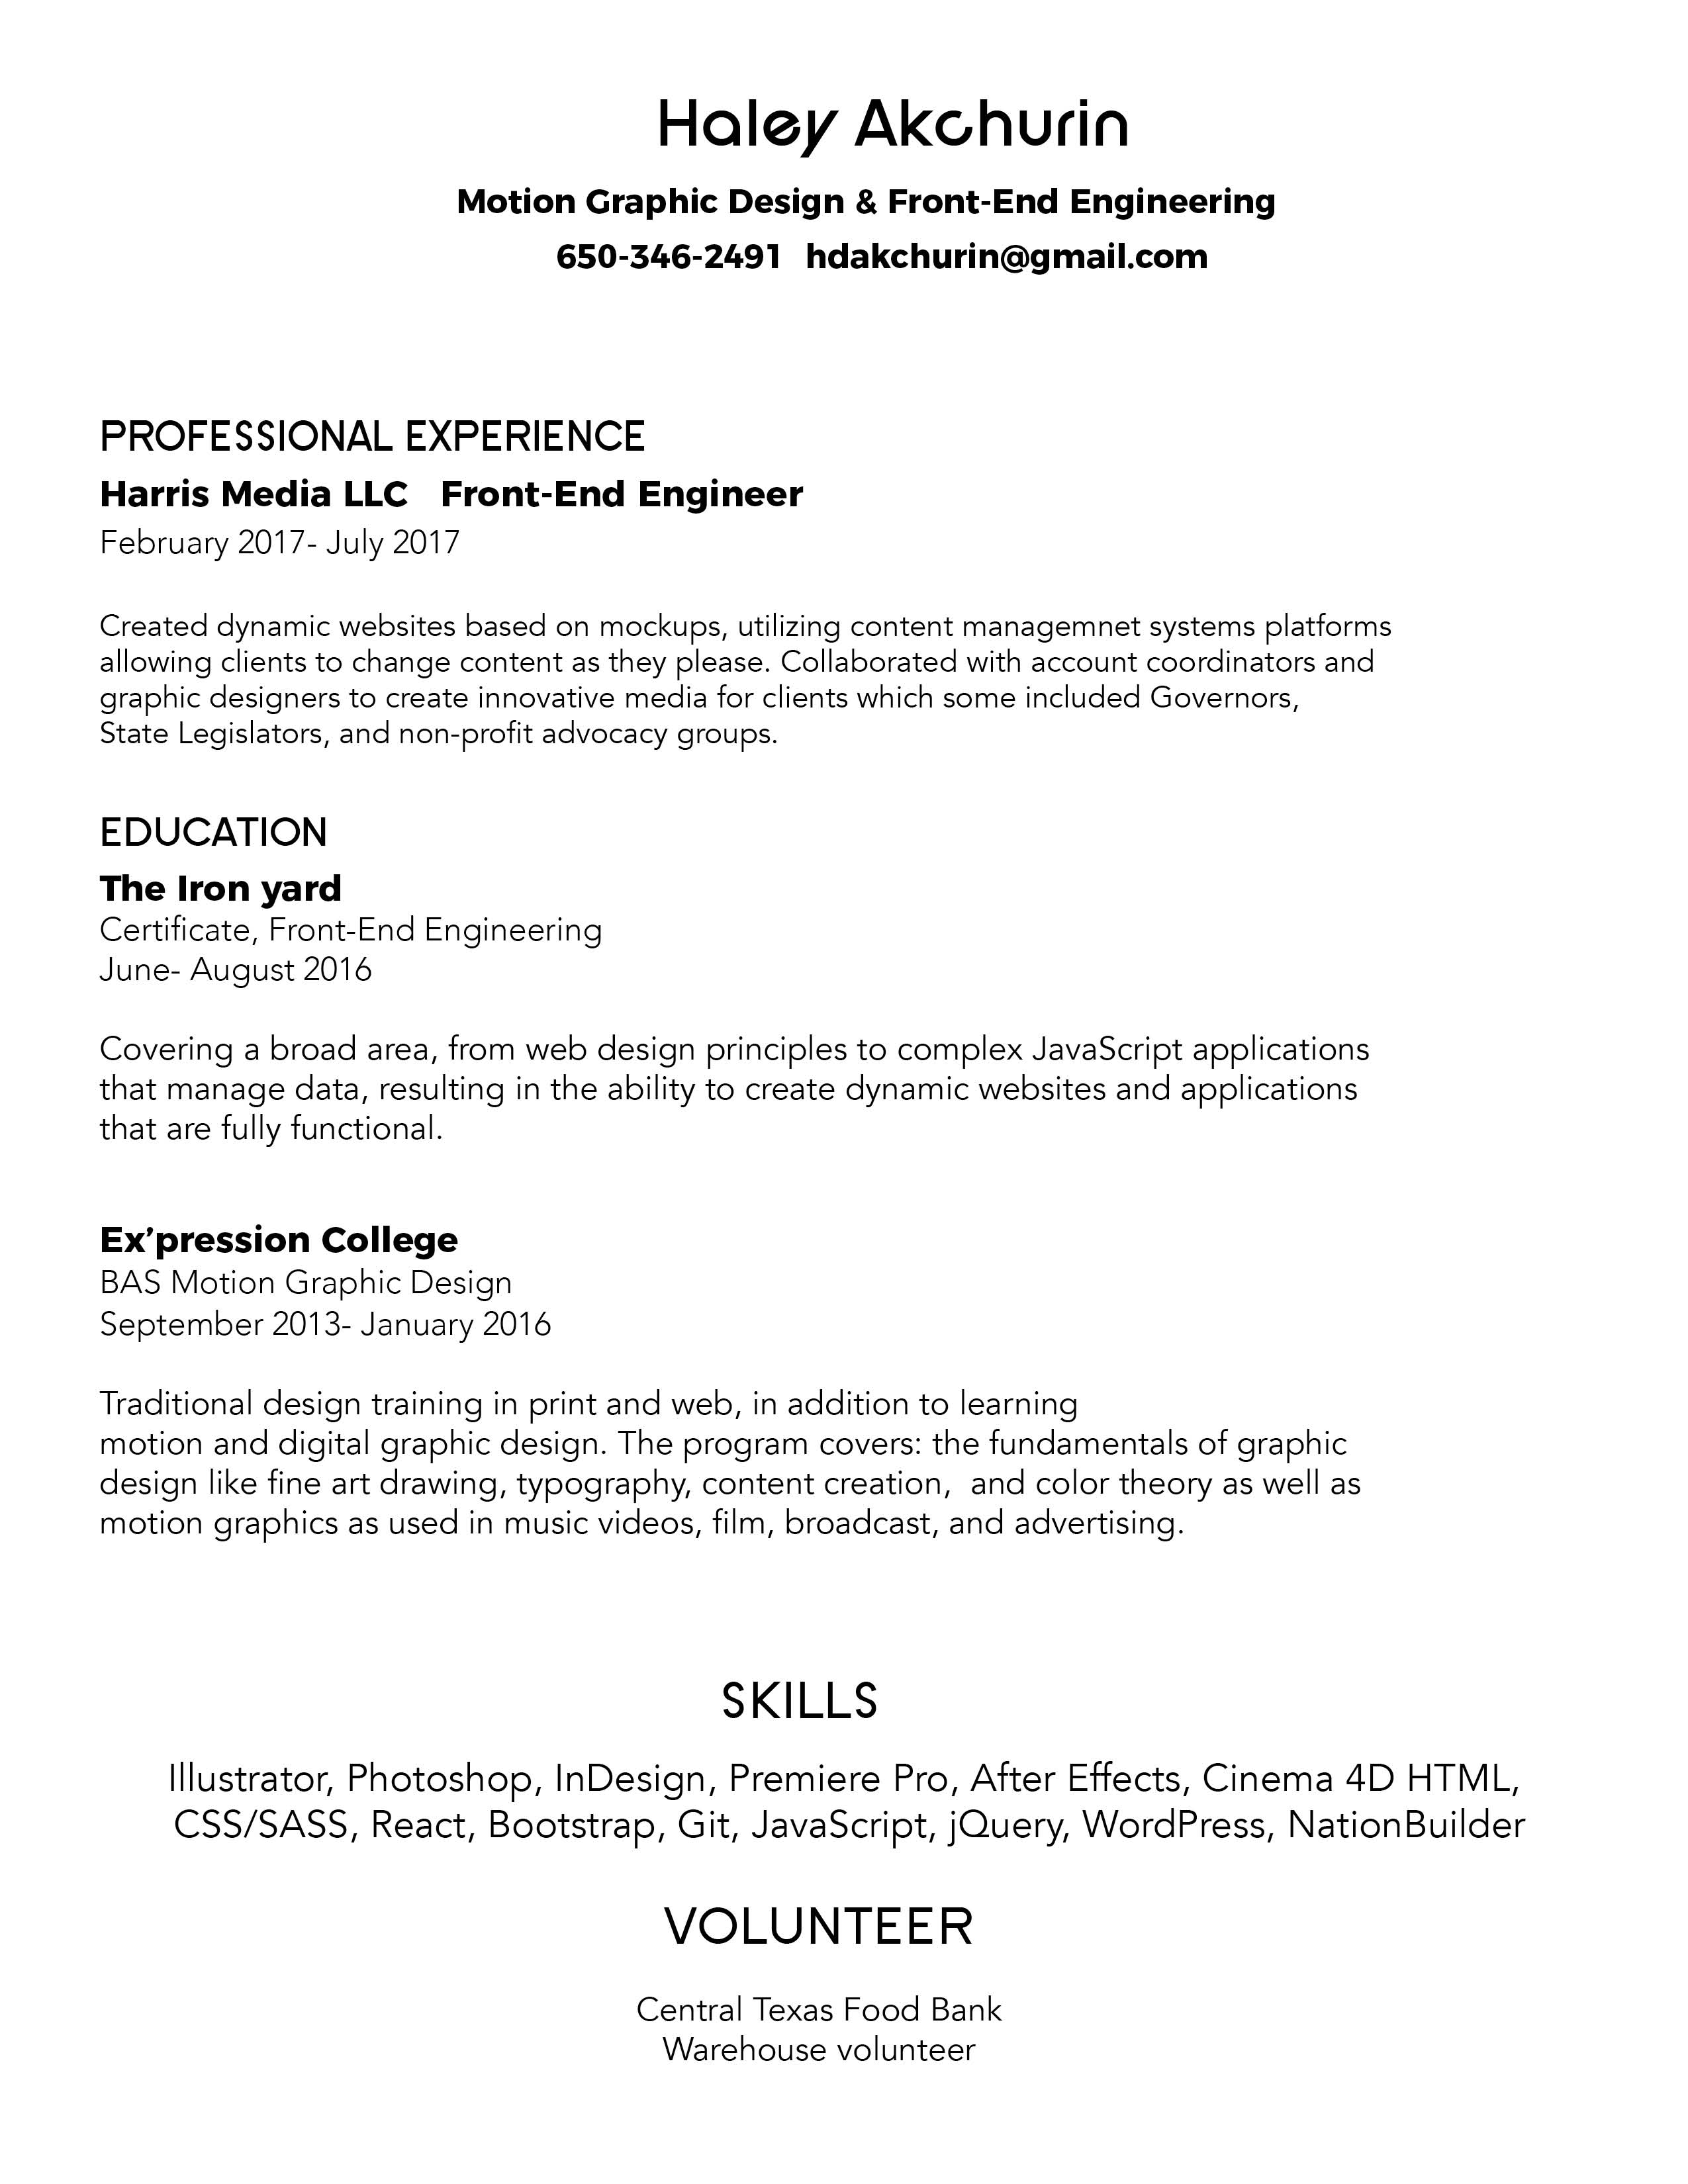 Haley Akchurin
Motion Graphic Design & Front-End Engineering
650-346-2491 hdakchurin@gmail.com
PROFESSIONAL EXPERIENCE
Harris Media LLC Front-End Engineer
February 2017- July 2017
Created dynamic websites based on mockups, utilizing content managemnet systems platforms
allowing clients to change content as they please. Collaborated with account coordinators and
graphic designers to create innovative media for clients which some included Governors,
State Legislators, and non-profit advocacy groups.
EDUCATION
The Iron yard
Certificate, Front-End Engineering
June- August 2016
Covering a broad area, from web design principles to complex JavaScript applications
that manage data, resulting in the ability to create dynamic websites and applications
that are fully functional.
Ex’pression College
BAS Motion Graphic Design
September 2013- January 2016
Traditional design training in print and web, in addition to learning
motion and digital graphic design. The program covers: the fundamentals of graphic
design like fine art drawing, typography, content creation,  and color theory as well as
motion graphics as used in music videos, film, broadcast, and advertising.
SKILLS
Illustrator, Photoshop, InDesign, Premiere Pro, After Effects, Cinema 4D HTML,
CSS/SASS, React, Bootstrap, Git, JavaScript, jQuery, WordPress, NationBuilder
VOLUNTEER
Central Texas Food Bank
Warehouse volunteer